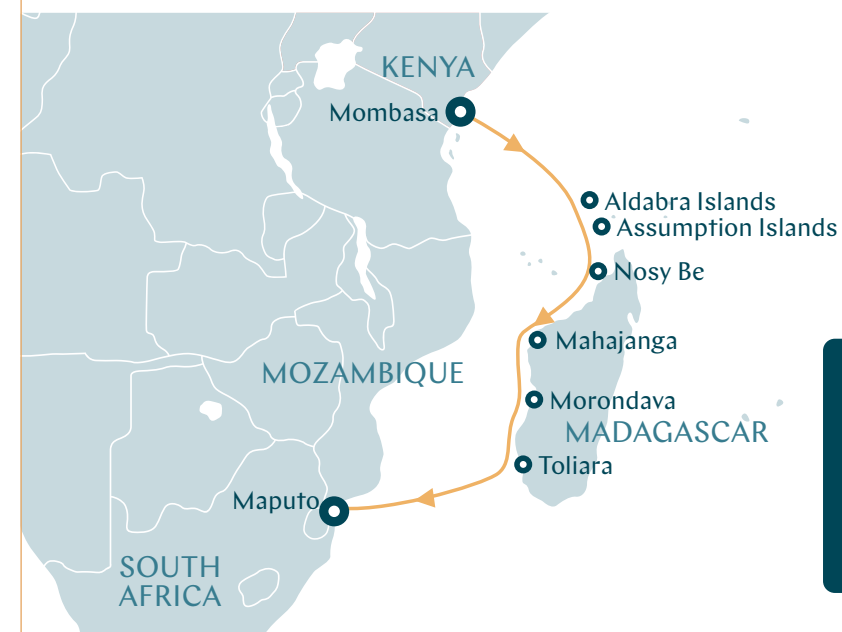 KENYA
Mombasa
Aldabra Islands
Assumption Islands
Nosy Be
Mahajanga
MOZAMBIQUE
Morondava
MADAGASCAR
Toliara
Maputo
SOUTH
AFRICA